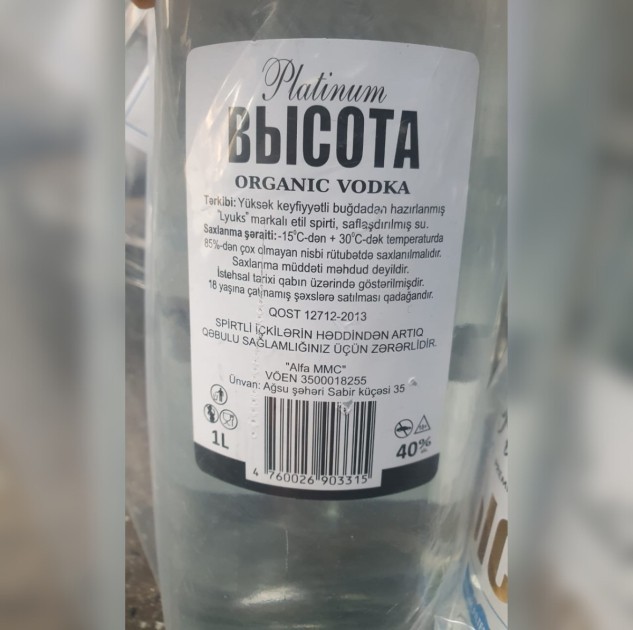 Platinum
ВЫСОТА
ORGANIC VODKA
Tərkibi: Yüksək keyfiyyətli buğdadan hazırlanmış
"Lyuks" markalı etil spirti, saflaşdırılmış su.
Saxlanma şəraiti: -15°C-dən + 30°C-dək temperaturda
85%-dən çox olmayan nisbi rütubətdə saxlanılmalıdır.
Saxlanma müddəti məhdud deyildir.
İstehsal tarixi qabın üzərində göstərilmişdir.
18 yaşına çatmamış şəxslərə satılması qadağandır.
QOST 12712-2013
SPİRTLİ İÇKİLƏRİN HƏDDİNDƏN ARTIQ
QƏBULU SAĞLAMLIĞINIZ ÜÇÜN ZƏRƏRLİDİR.
"Alfa MMC"
VÖEN 3500018255
Ünvan: Ağsu şəhəri Sabir küçəsi 35
1L
40%
4 760026 903315